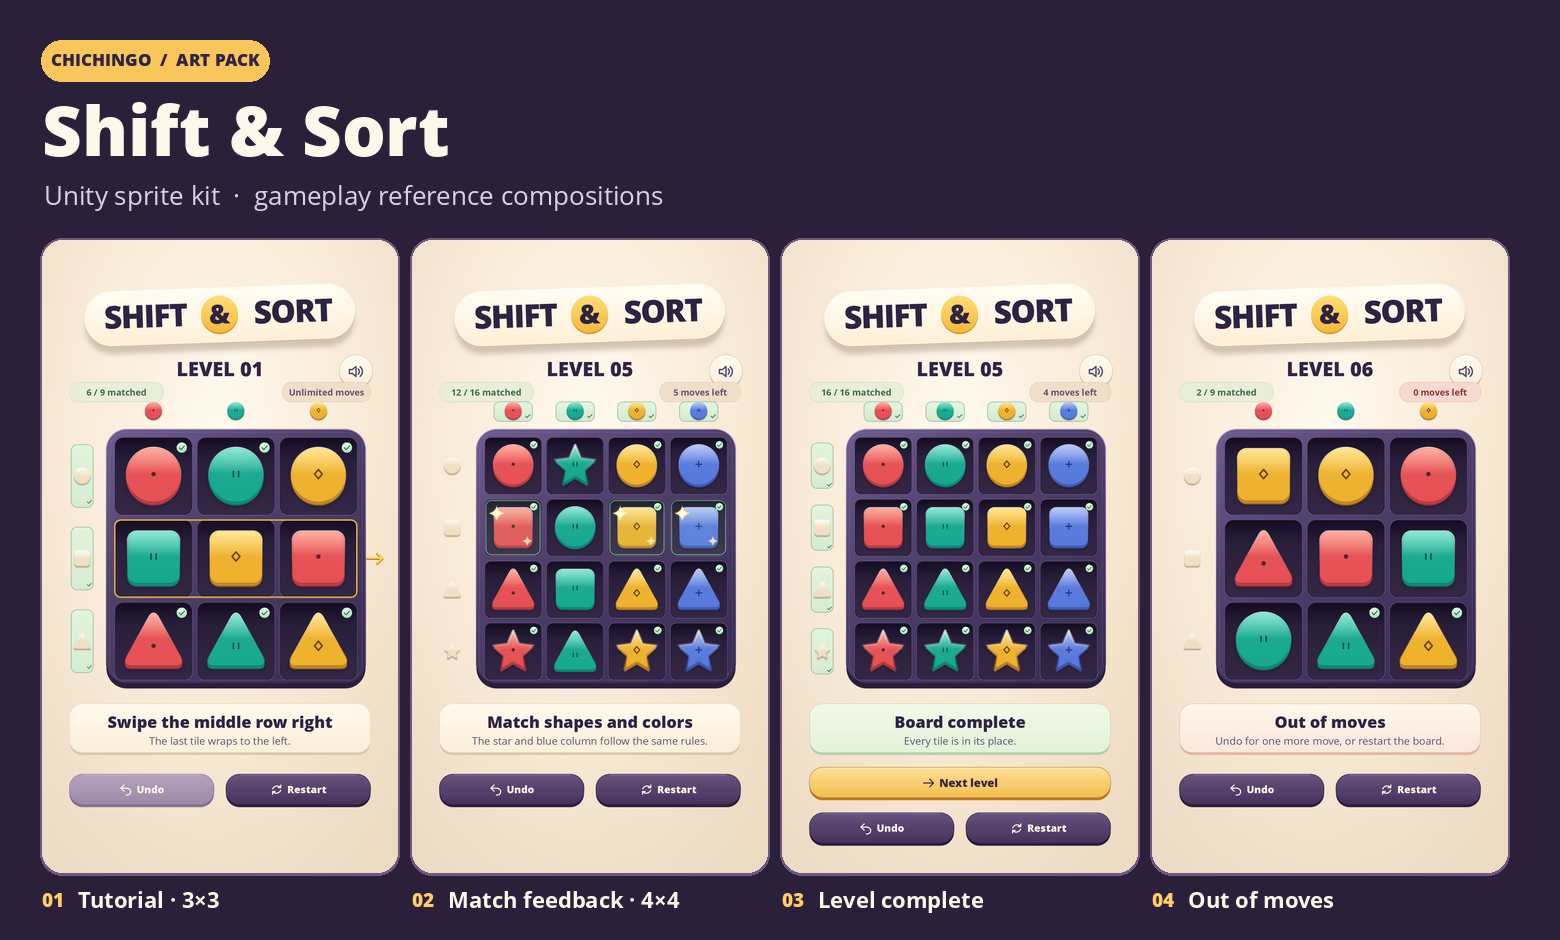 CHICHINGO / ART PACK
Shift & Sort
Unity sprite kit · gameplay reference compositions
SHIFT & SORT
LEVEL 01
6 / 9 matched
Unlimited moves
Swipe the middle row right
The last tile wraps to the left.
Undo
Restart
01 Tutorial · 3×3
SHIFT & SORT
LEVEL 05
12 / 16 matched
5 moves left
Match shapes and colors
The star and blue column follow the same rules.
Undo
Restart
02 Match feedback · 4×4
SHIFT & SORT
LEVEL 05
16 / 16 matched
4 moves left
Board complete
Every tile is in its place.
Next level
Undo
Restart
03 Level complete
SHIFT & SORT
LEVEL 06
2 / 9 matched
0 moves left
Out of moves
Undo for one more move, or restart the board.
Undo
Restart
04 Out of moves